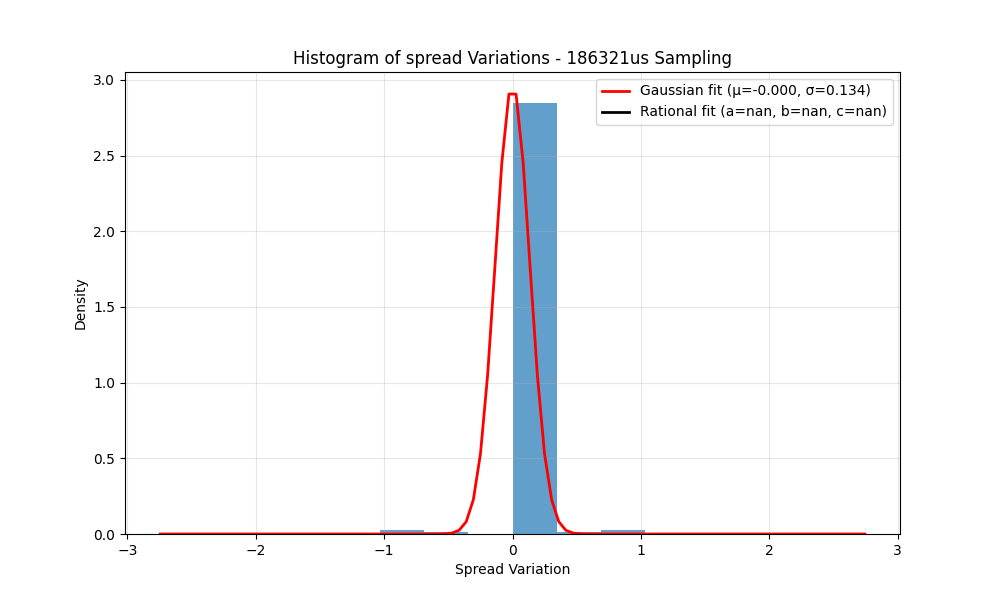 Histogram of spread Variations - 186321us Sampling
Gaussian fit (μ=-0.000, σ=0.134)
Rational fit (a=nan, b=nan, c=nan)
3.0
2.5
2.0
1.5
1.0
0.5
0.0
Density
−3
−2
−1
0
1
2
3
Spread Variation